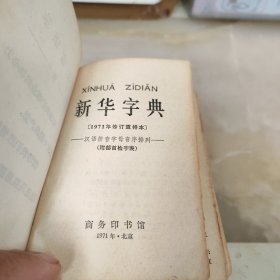 XINHUÁ ZÌDIǍN
新华字典
(1971年修订重排本)
——汉语拼音字母音序排列——
(附部首检字表)
商务印书馆
1971年·北京